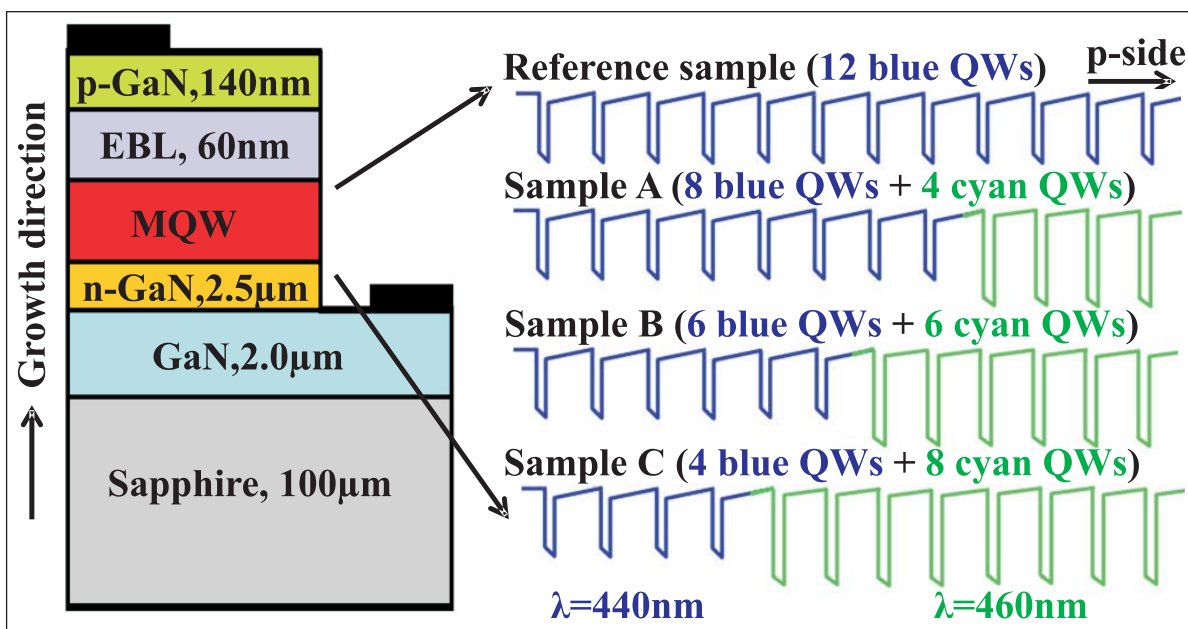 Growth direction
p-GaN,140nm
EBL, 60nm
MQW
n-GaN,2.5μm
GaN,2.0μm
Sapphire, 100μm
p-side
Reference sample (12 blue QWs)
Sample A (8 blue QWs + 4 cyan QWs)
Sample B (6 blue QWs + 6 cyan QWs)
Sample C (4 blue QWs + 8 cyan QWs)
λ=440nm
λ=460nm